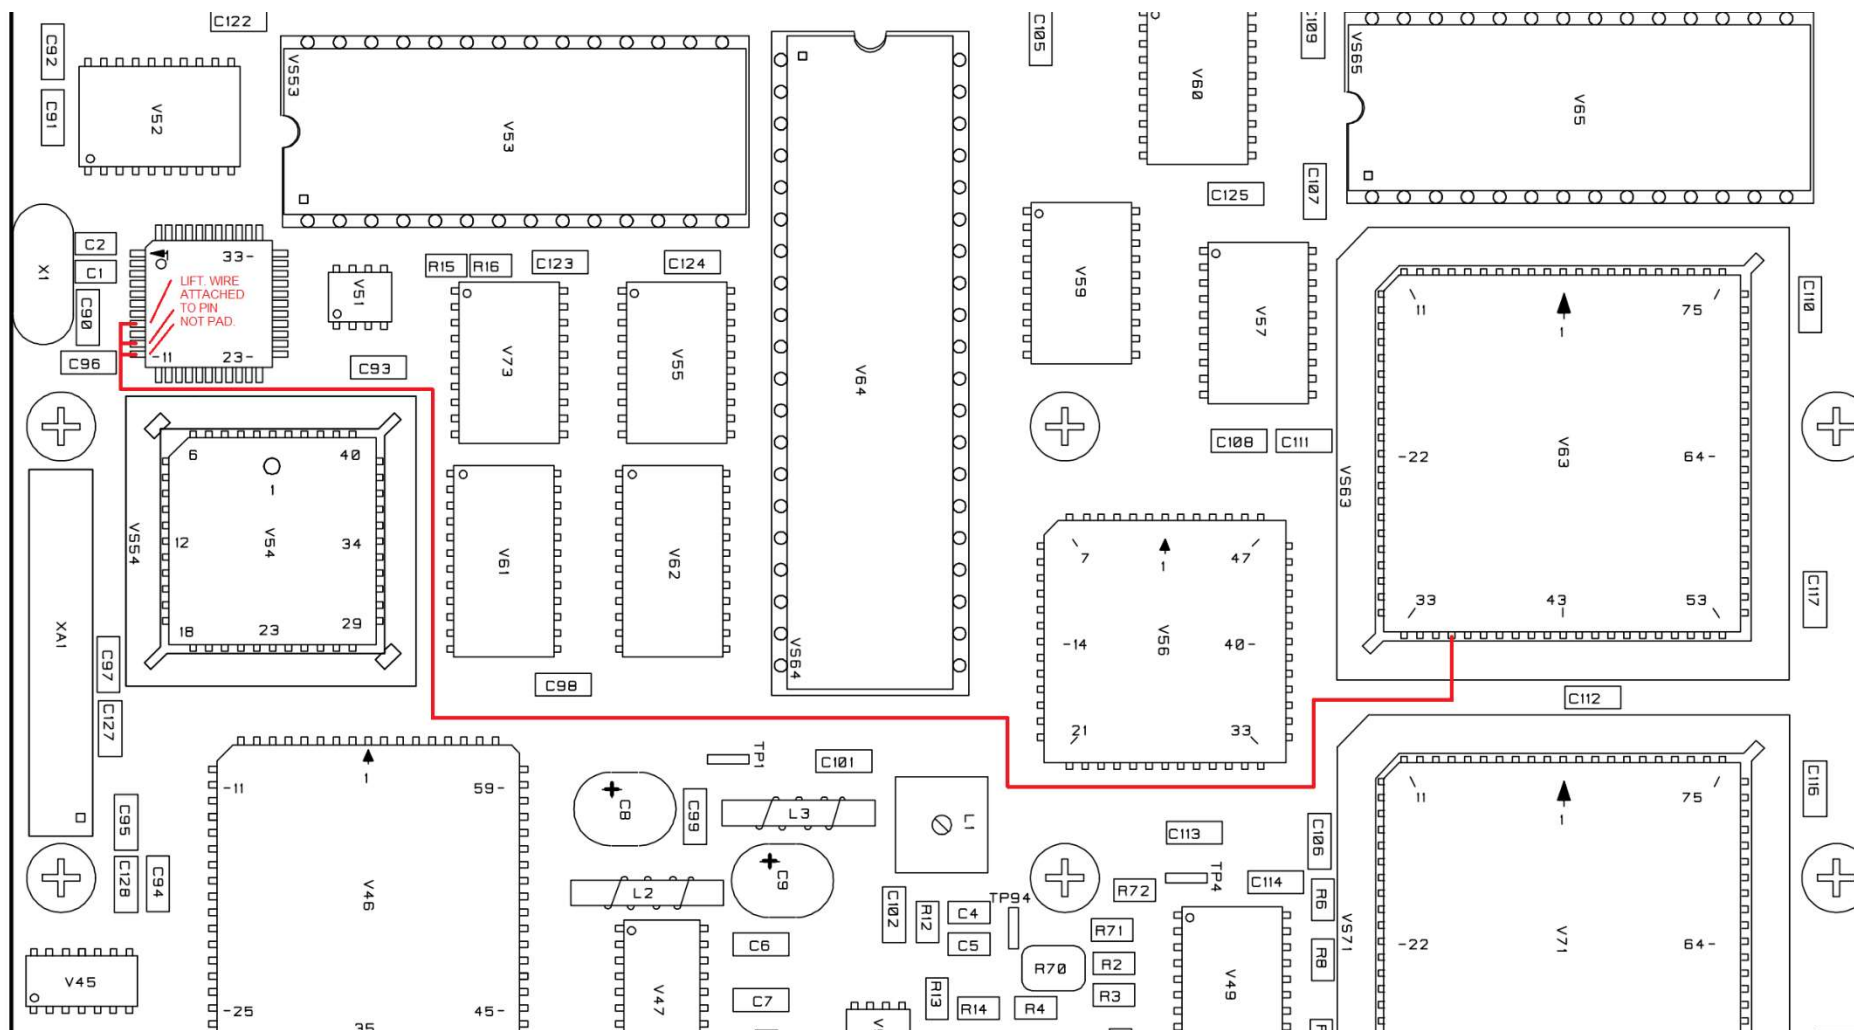 C122
C92
C91
V52
VS53
V53
C105
V60
C109
VS65
V65
C125
C107
X1
C2
C1
C90
C96
1
33-
LIFT. WIRE
ATTACHED
TO PIN
NOT PAD.
-11
23-
V51
C93
R15
R16
C123
C124
V73
V55
V64
VS64
V59
V57
C108
C111
C110
11
75
1
-22
V63
64-
VS63
33
43
53
C117
C112
6
40
1
VS54
12
V54
34
18
23
29
XA1
C97
C127
V61
V62
C98
7
47
1
-14
V56
40-
21
33
TP1
C101
-11
1
59-
C8
C99
L3
L1
C113
C106
TP4
C114
C95
C128
C94
V46
L2
C9
C102
R12
C4
C5
TP94
R72
R6
R71
R2
R3
R70
R8
VS71
11
75
1
-22
V71
64-
C116
V45
-25
35
45-
V47
C6
C7
R13
R14
R4
V49